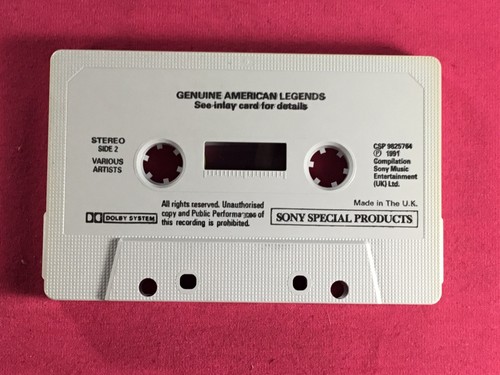 GENUINE AMERICAN LEGENDS
See inlay card for details
STEREO
SIDE 2
VARIOUS
ARTISTS
CSP 9825764
℗ 1991
Compilation
Sony Music
Entertainment
(UK) Ltd.
Made in The U.K.
All rights reserved. Unauthorised
copy and Public Performances of
this recording is prohibited.
DOLBY SYSTEM
SONY SPECIAL PRODUCTS